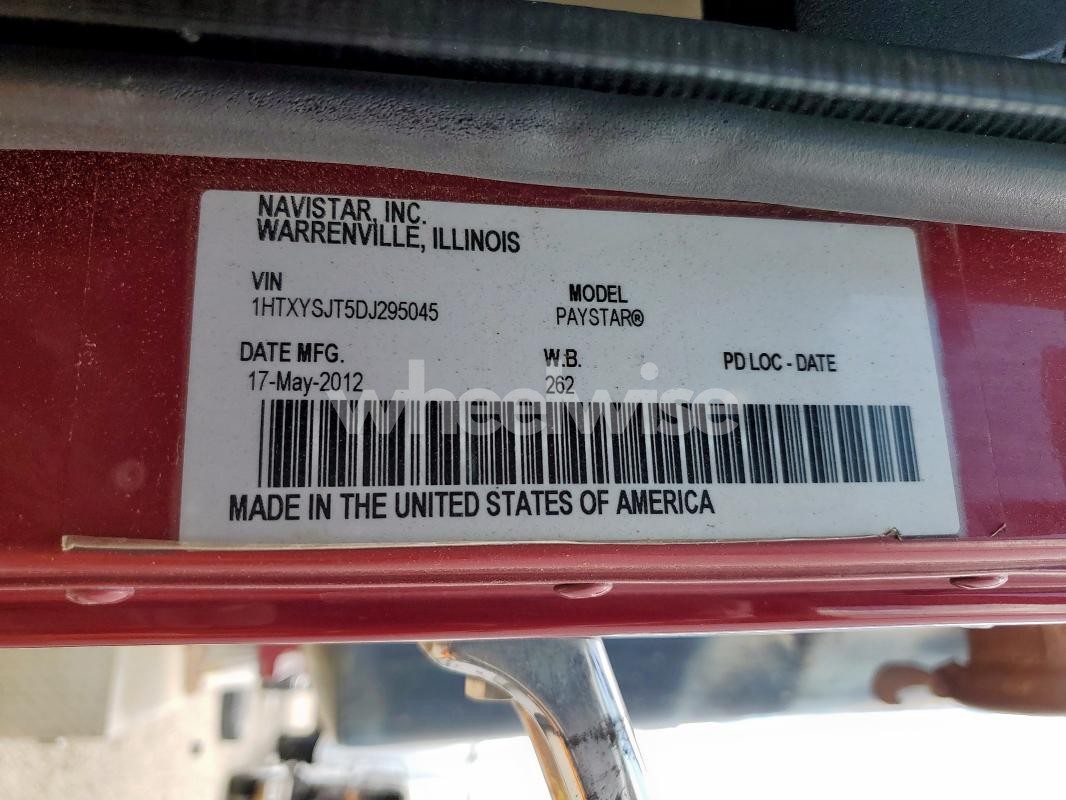 NAVISTAR, INC.
WARRENVILLE, ILLINOIS
VIN
1HTXYSJT5DJ295045
MODEL
PAYSTAR®
DATE MFG.
17-May-2012
W.B.
262
PD LOC - DATE
wheelwise
MADE IN THE UNITED STATES OF AMERICA